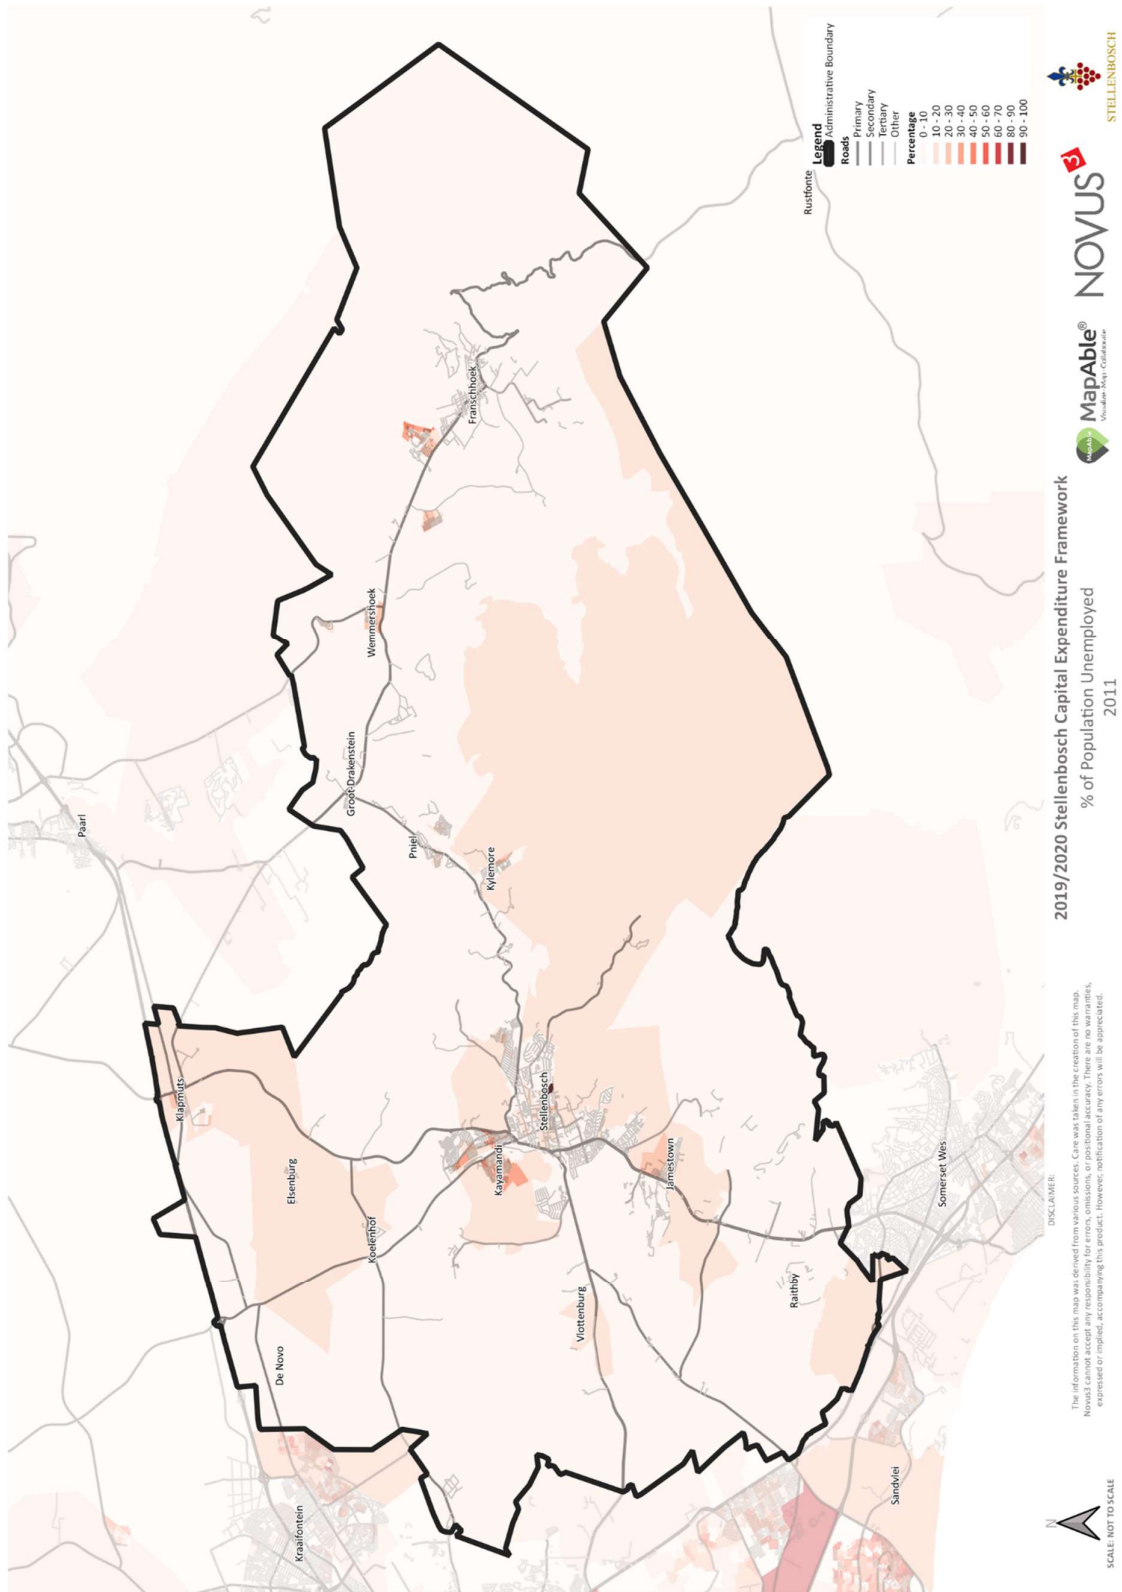 Paarl
Klapmuts
Elsenburg
Koelenhof
De Novo
Kraaifontein
Groot-Drakenstein
Wemmershoek
Franschhoek
Pniel
Kylemore
Kayamandi
Stellenbosch
Jamestown
Vlottenburg
Raithby
Somerset Wes
Sandvlei
Rustfonte
Legend
Administrative Boundary
Roads
Primary
Secondary
Tertiary
Other
Percentage
0 - 10
10 - 20
20 - 30
30 - 40
40 - 50
50 - 60
60 - 70
70 - 80
80 - 90
90 - 100
N
SCALE: NOT TO SCALE
DISCLAIMER:
The information on this map was derived from various sources. Care was taken in the creation of this map.
Novus3 cannot accept any responsibility for errors, omissions, or positional accuracy. There are no warranties,
expressed or implied, accompanying this product. However, notification of any errors will be appreciated.
2019/2020 Stellenbosch Capital Expenditure Framework
% of Population Unemployed
2011
MapAble
MapAble®
Visualise·Map·Collaborate
NOVUS3
STELLENBOSCH